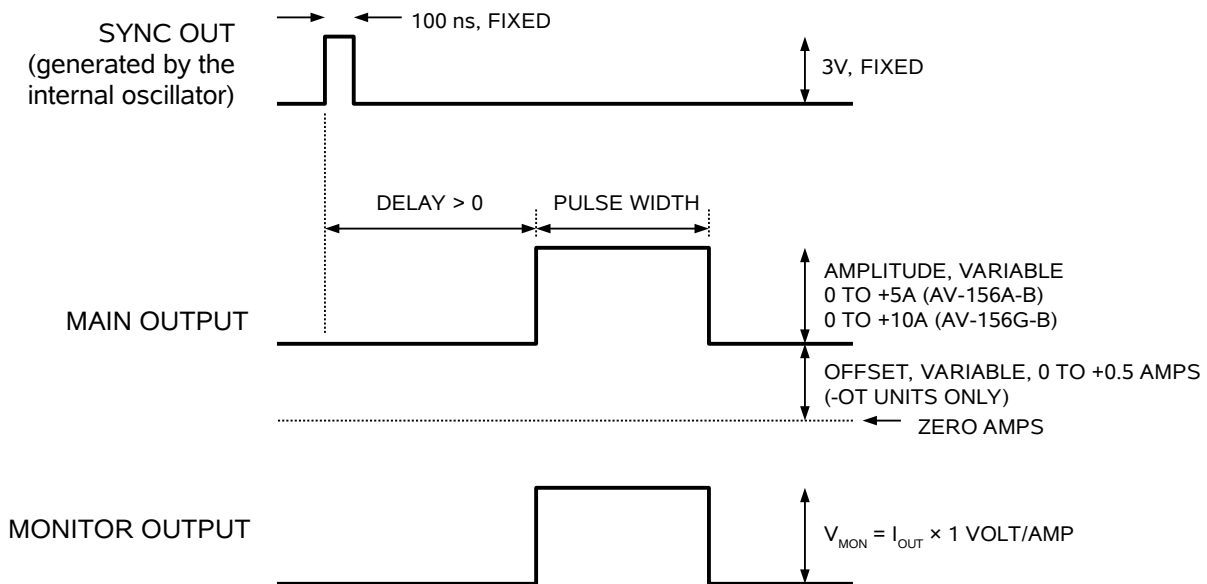 100 ns, FIXED
SYNC OUT
(generated by the
internal oscillator)
3V, FIXED
DELAY > 0
PULSE WIDTH
AMPLITUDE, VARIABLE
0 TO +5A (AV-156A-B)
0 TO +10A (AV-156G-B)
MAIN OUTPUT
OFFSET, VARIABLE, 0 TO +0.5 AMPS
(-OT UNITS ONLY)
ZERO AMPS
MONITOR OUTPUT
V_MON = I_OUT × 1 VOLT/AMP